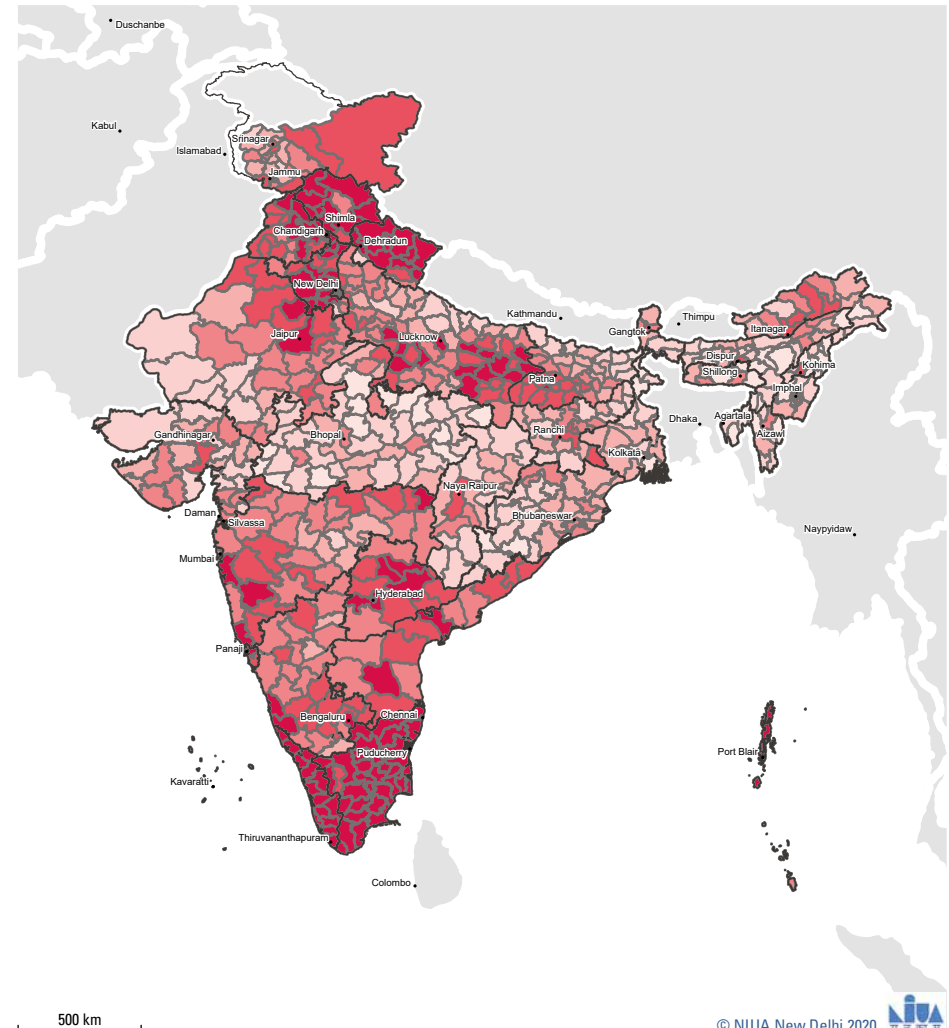 Duschanbe
Kabul
Srinagar
Islamabad
Jammu
Shimla
Chandigarh
Dehradun
New Delhi
Kathmandu
Thimpu
Gangtok
Itanagar
Jaipur
Lucknow
Dispur
Kohima
Shillong
Patna
Imphal
Dhaka
Agartala
Gandhinagar
Bhopal
Ranchi
Aizawl
Kolkata
Naya Raipur
Daman
Silvassa
Bhubaneswar
Naypyidaw
Mumbai
Hyderabad
Panaji
Bengaluru
Chennai
Puducherry
Port Blair
Kavaratti
Thiruvananthapuram
Colombo
500 km
© NIUA New Delhi 2020
NIUA